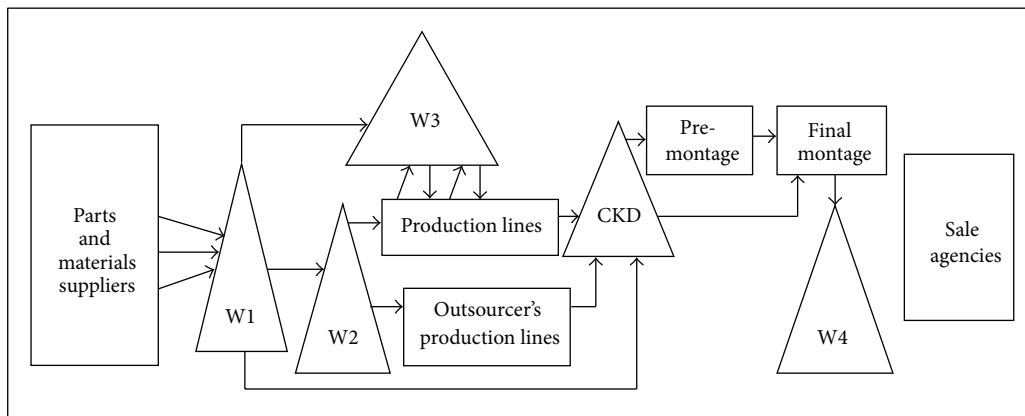 Parts
and
materials
suppliers
W1
W2
W3
Production lines
Outsourcer's
production lines
CKD
Pre-
montage
Final
montage
W4
Sale
agencies